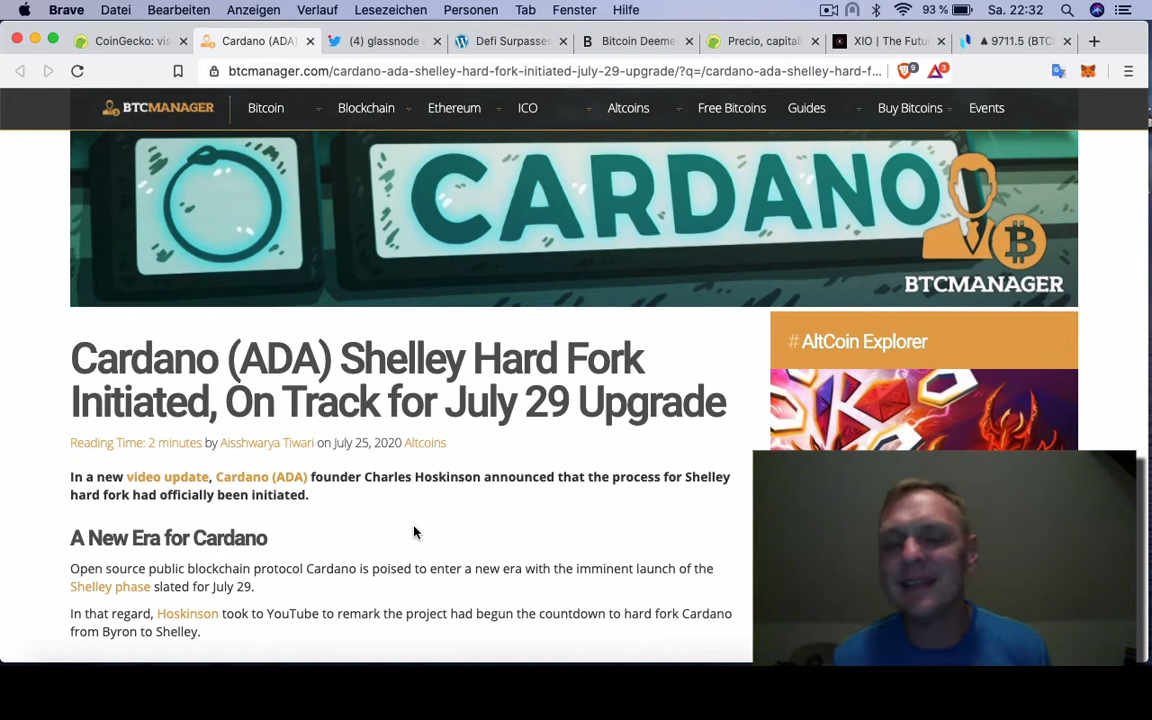 Brave Datei Bearbeiten Anzeigen Verlauf Lesezeichen Personen Tab Fenster Hilfe 93 % Sa. 22:32
CoinGecko: vis Cardano (ADA) (4) glassnode Defi Surpasses Bitcoin Deeme Precio, capitali XIO | The Futu ▲ 9711.5 (BTC
btcmanager.com/cardano-ada-shelley-hard-fork-initiated-july-29-upgrade/?q=/cardano-ada-shelley-hard-f... 9 3
BTCMANAGER Bitcoin Blockchain Ethereum ICO Altcoins Free Bitcoins Guides Buy Bitcoins Events
CARDANO
BTCMANAGER
Cardano (ADA) Shelley Hard Fork
Initiated, On Track for July 29 Upgrade
# AltCoin Explorer
Reading Time: 2 minutes by Aisshwarya Tiwari on July 25, 2020 Altcoins
In a new video update, Cardano (ADA) founder Charles Hoskinson announced that the process for Shelley
hard fork had officially been initiated.
A New Era for Cardano
Open source public blockchain protocol Cardano is poised to enter a new era with the imminent launch of the
Shelley phase slated for July 29.
In that regard, Hoskinson took to YouTube to remark the project had begun the countdown to hard fork Cardano
from Byron to Shelley.